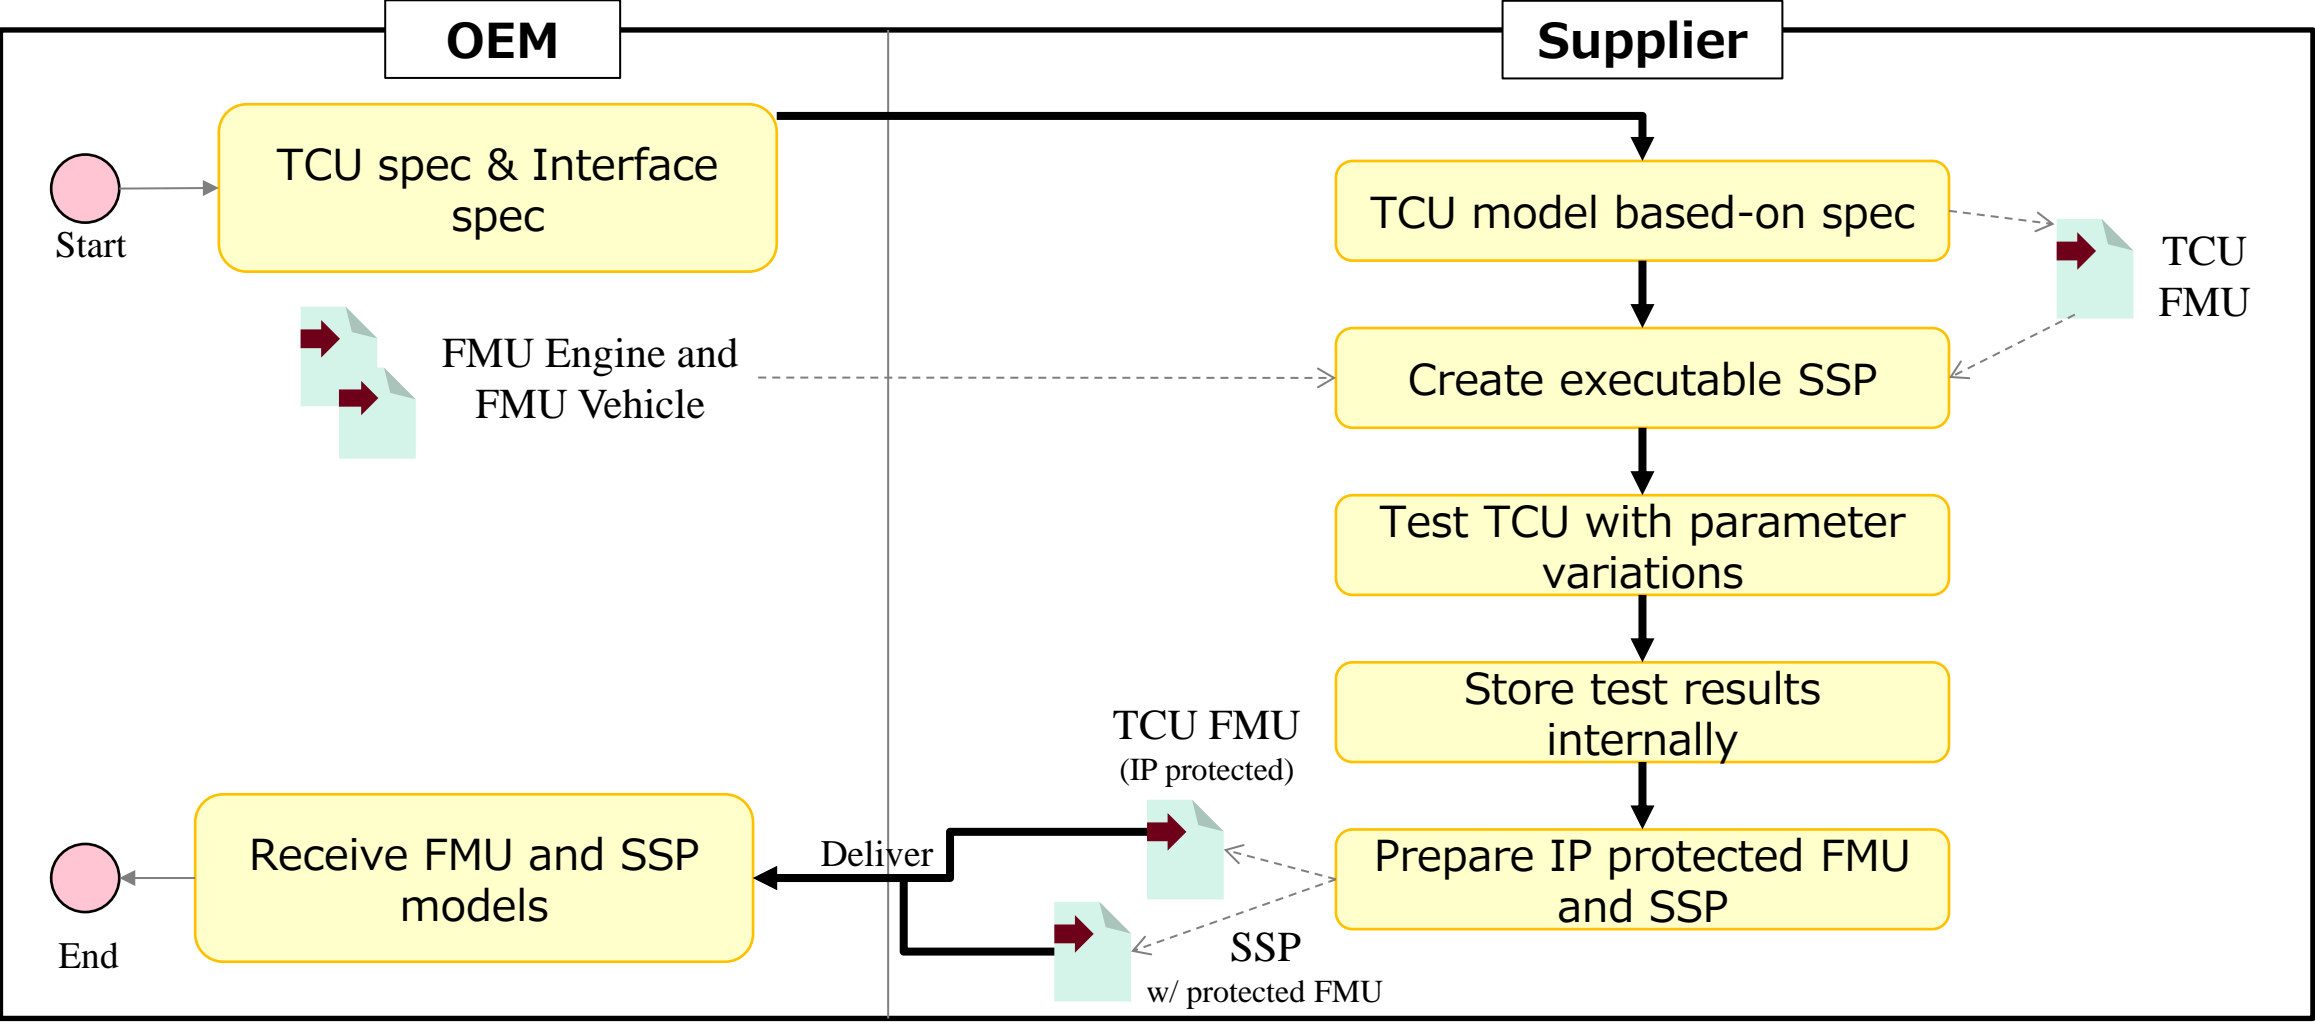 OEM
Supplier
TCU spec & Interface
spec
Start
TCU model based-on spec
TCU
FMU
FMU Engine and
FMU Vehicle
Create executable SSP
Test TCU with parameter
variations
Store test results
internally
TCU FMU
(IP protected)
Deliver
Receive FMU and SSP
models
Prepare IP protected FMU
and SSP
End
SSP
w/ protected FMU